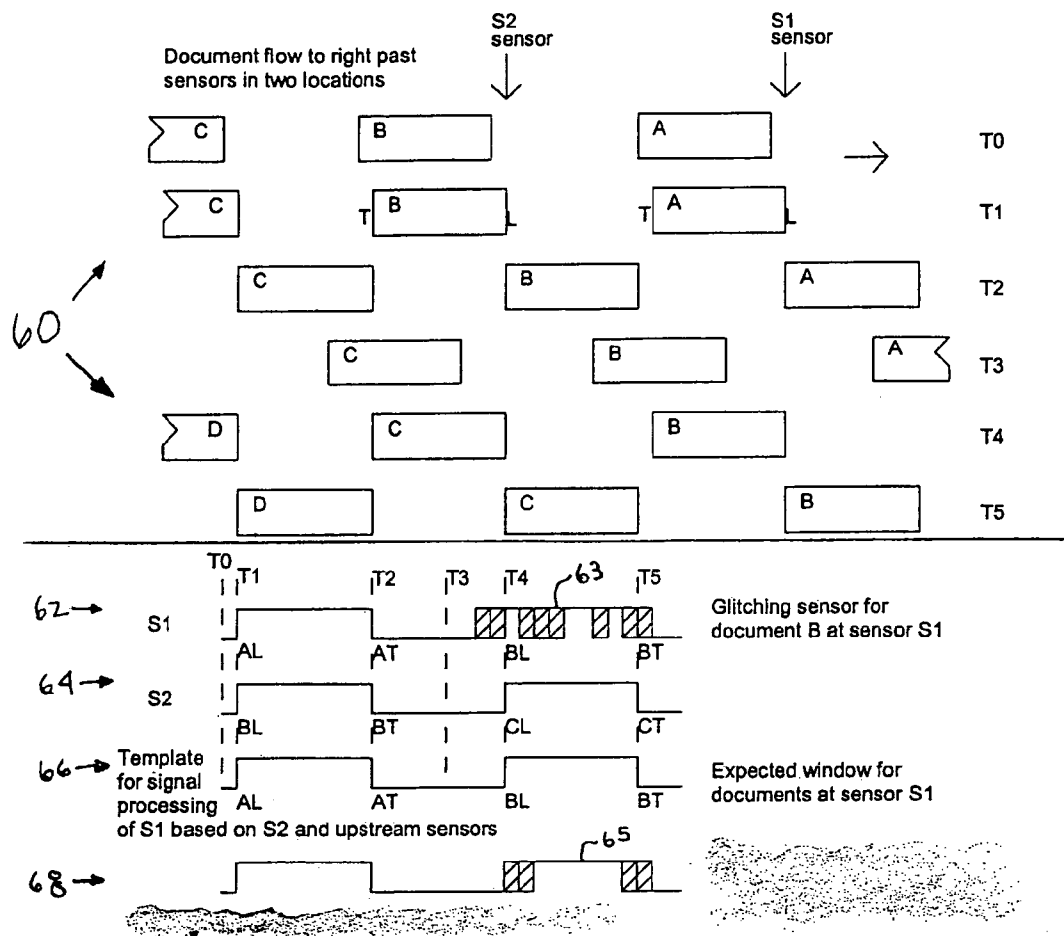 S2
sensor
S1
sensor
Document flow to right past
sensors in two locations
C
B
A
T0
C
T
B
L
T
A
L
T1
C
B
A
T2
60
C
B
A
T3
D
C
B
T4
D
C
B
T5
T0
T1
T2
T3
T4
63
T5
62
S1
Glitching sensor for
document B at sensor S1
AL
AT
BL
BT
64
S2
BL
BT
CL
CT
66
Template
for signal
processing
of S1 based on S2 and upstream sensors
AL
AT
BL
BT
Expected window for
documents at sensor S1
65
68